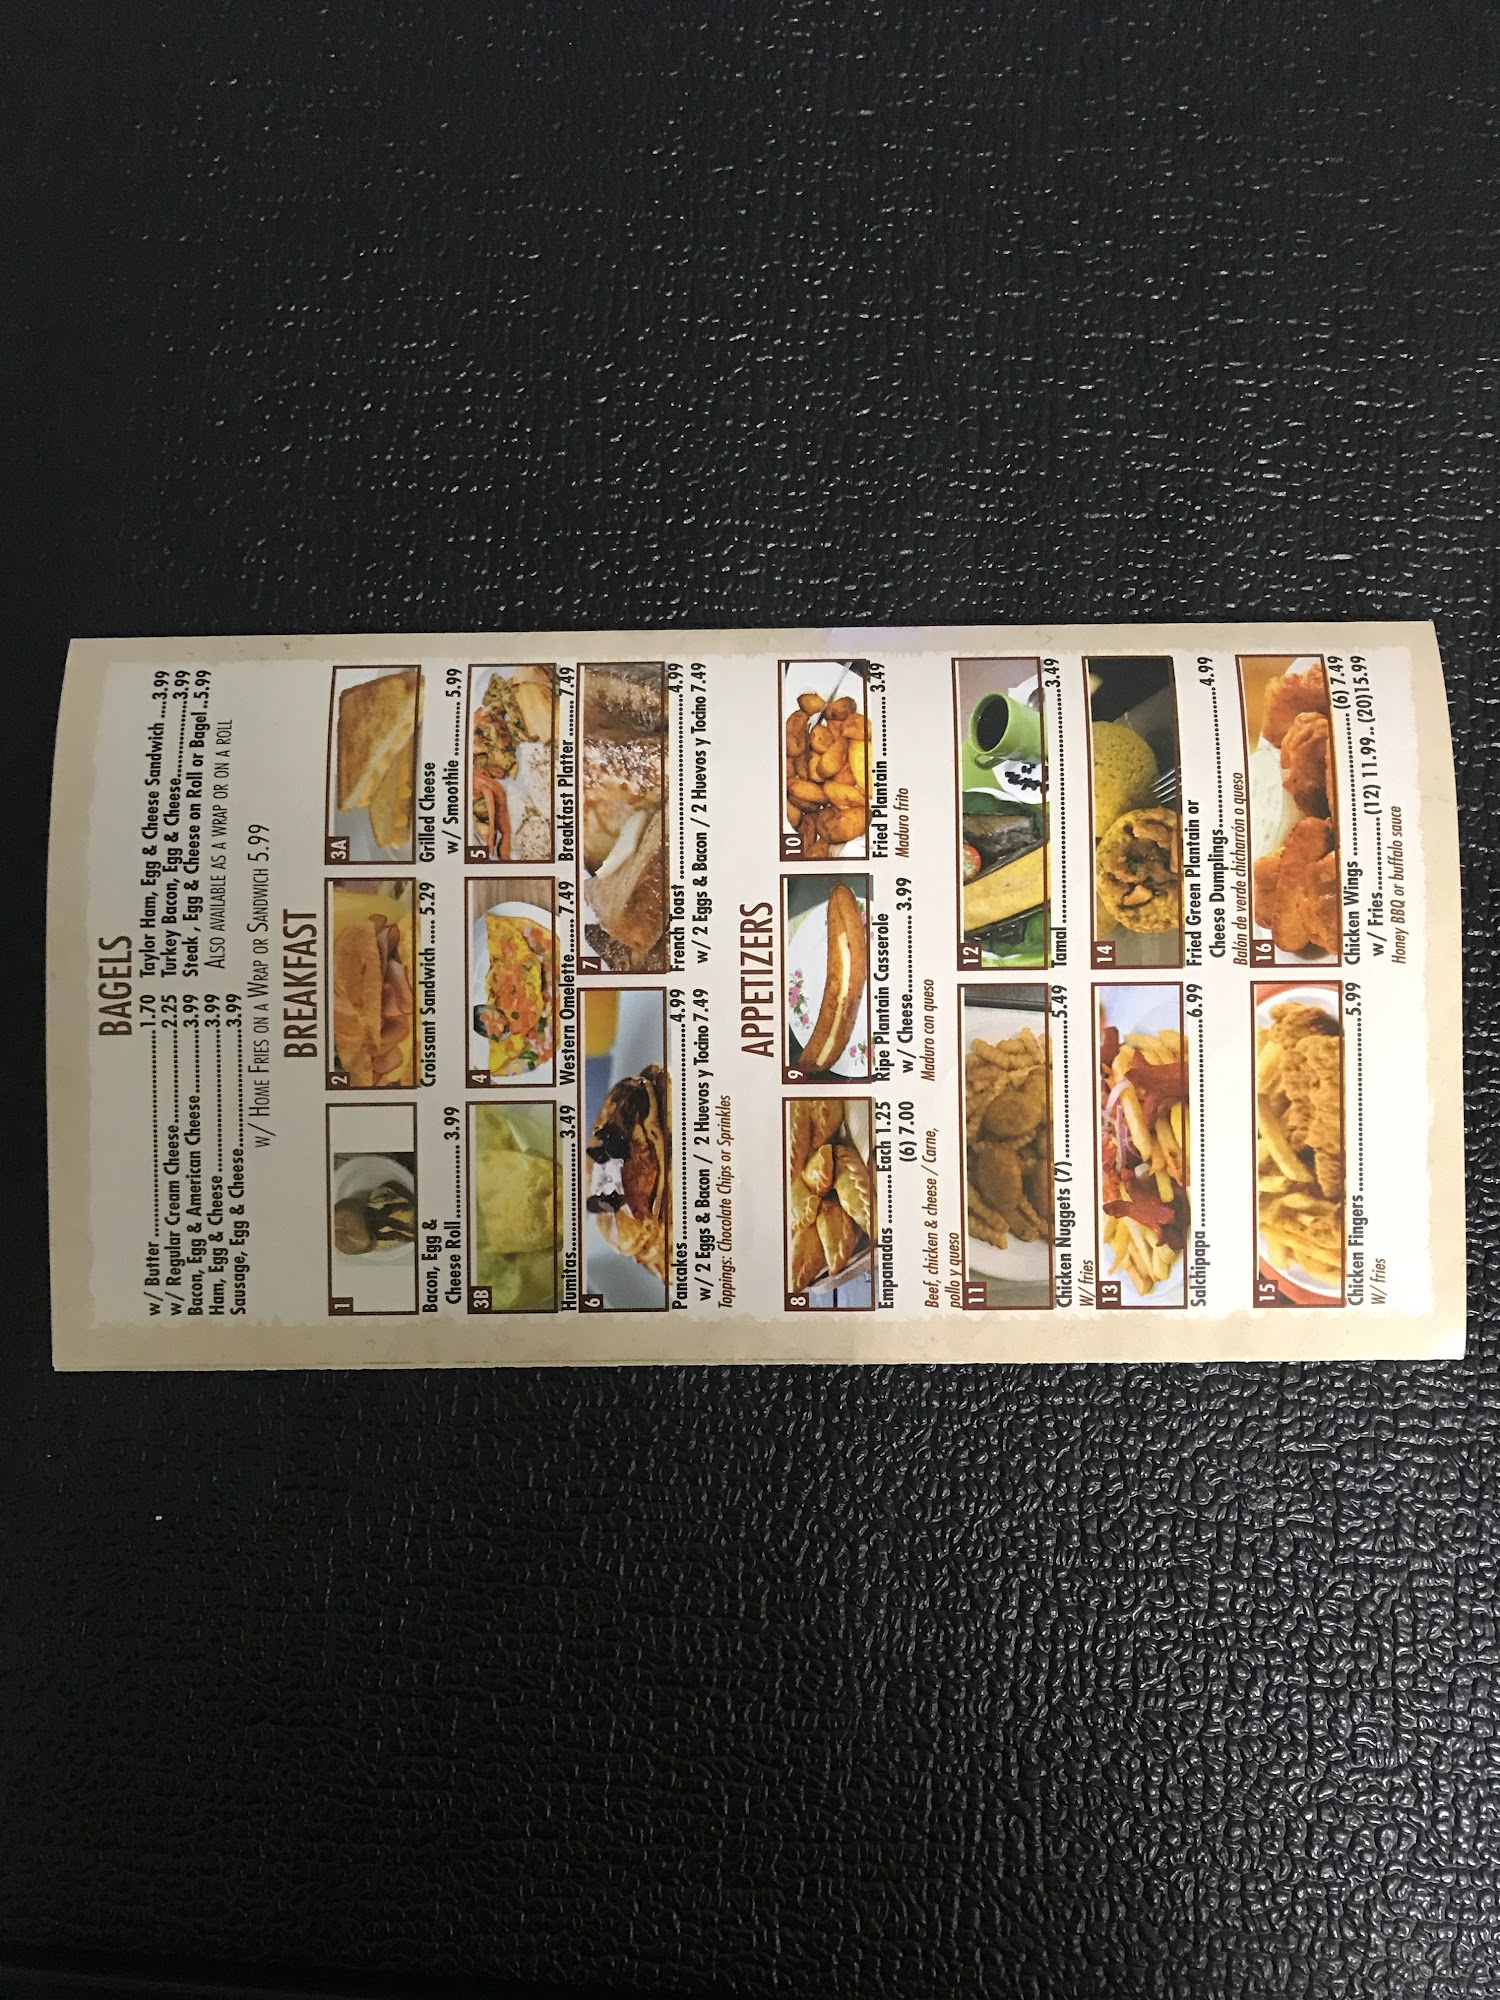 BAGELS
w/ Butter 1.70
w/ Regular Cream Cheese 2.25
Bacon, Egg & American Cheese 3.99
Ham, Egg & Cheese 3.99
Sausage, Egg & Cheese 3.99
Taylor Ham, Egg & Cheese Sandwich 3.99
Turkey Bacon, Egg & Cheese 3.99
Steak , Egg & Cheese on Roll or Bagel 5.99
ALSO AVAILABLE AS A WRAP OR ON A ROLL
w/ HOME FRIES ON A WRAP OR SANDWICH 5.99
BREAKFAST
1
Bacon, Egg &
Cheese Roll 3.99
2
Croissant Sandwich 5.29
3A
Grilled Cheese
w/ Smoothie 5.99
3B
Humitas 3.49
4
Western Omelette 7.49
5
Breakfast Platter 7.49
6
Pancakes 4.99
w/ 2 Eggs & Bacon / 2 Huevos y Tocino 7.49
Toppings: Chocolate Chips or Sprinkles
7
French Toast 4.99
w/ 2 Eggs & Bacon / 2 Huevos y Tocino 7.49
APPETIZERS
8
Empanadas Each 1.25
(6) 7.00
Beef, chicken & cheese / Carne,
pollo y queso
9
Ripe Plantain Casserole
w/ Cheese 3.99
Maduro con queso
10
Fried Plantain 3.49
Maduro frito
11
Chicken Nuggets (7) 5.49
W/ fries
12
Tamal 3.49
13
Salchipapa 6.99
14
Fried Green Plantain or
Cheese Dumplings 4.99
Balón de verde chicharrón o queso
15
Chicken Fingers 5.99
W/ fries
16
Chicken Wings (6) 7.49
w/ Fries (12) 11.99 (20)15.99
Honey BBQ or buffalo sauce